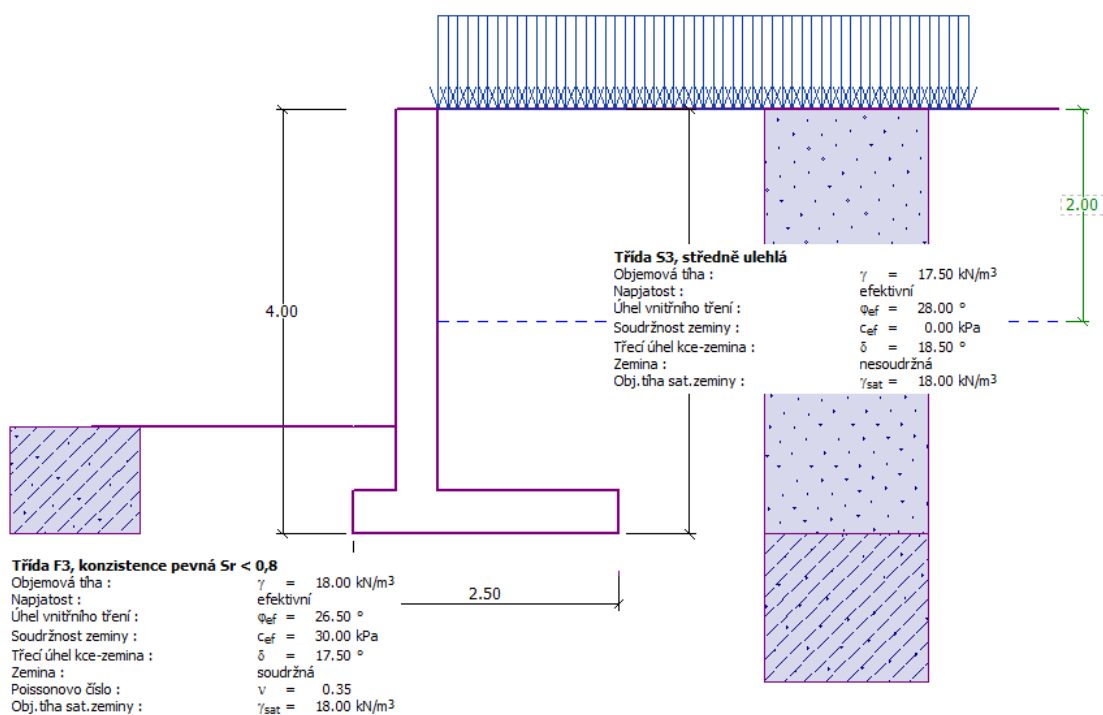 2.00
4.00
Třída S3, středně ulehlá
Objemová tíha : γ = 17.50 kN/m3
Napjatost : efektivní
Úhel vnitřního tření : φef = 28.00 °
Soudržnost zeminy : cef = 0.00 kPa
Třecí úhel kce-zemina : δ = 18.50 °
Zemina : nesoudržná
Obj.tíha sat.zeminy : γsat = 18.00 kN/m3
Třída F3, konzistence pevná Sr < 0,8
Objemová tíha : γ = 18.00 kN/m3
Napjatost : efektivní
Úhel vnitřního tření : φef = 26.50 °
Soudržnost zeminy : cef = 30.00 kPa
Třecí úhel kce-zemina : δ = 17.50 °
Zemina : soudržná
Poissonovo číslo : ν = 0.35
Obj.tíha sat.zeminy : γsat = 18.00 kN/m3
2.50